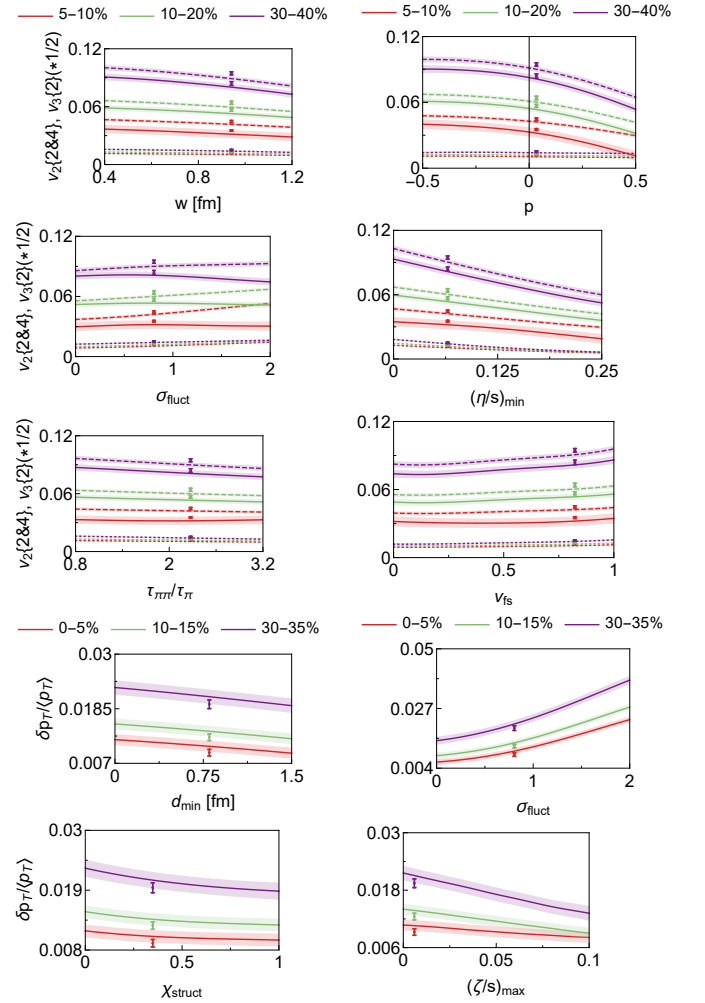 5–10% 10–20% 30–40%
5–10% 10–20% 30–40%
v₂{2&4}, v₃{2}(*1/2)
0.12
0.06
0
0.4 0.8 1.2
w [fm]
0.12
0.06
0
-0.5 0 0.5
p
v₂{2&4}, v₃{2}(*1/2)
0.12
0.06
0
0 1 2
σfluct
0.12
0.06
0
0 0.125 0.25
(η/s)min
v₂{2&4}, v₃{2}(*1/2)
0.12
0.06
0
0.8 2 3.2
τππ/τπ
0.12
0.06
0
0 0.5 1
vfs
0–5% 10–15% 30–35%
0–5% 10–15% 30–35%
δpT/⟨pT⟩
0.03
0.0185
0.007
0 0.75 1.5
dmin [fm]
0.05
0.027
0.004
0 1 2
σfluct
δpT/⟨pT⟩
0.03
0.019
0.008
0 0.5 1
χstruct
0.03
0.018
0.006
0 0.05 0.1
(ζ/s)max